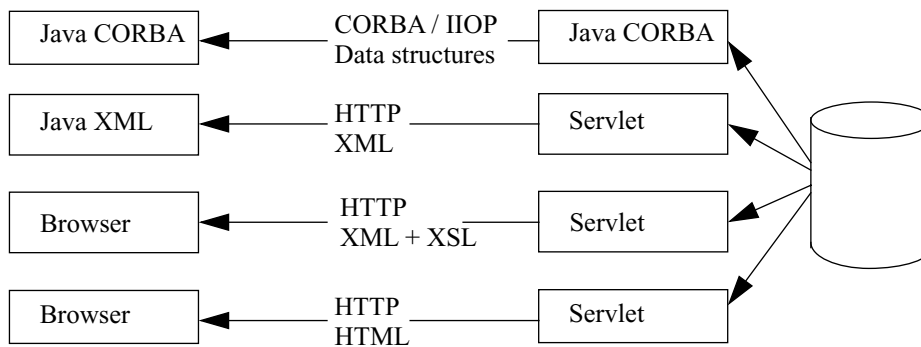 Java CORBA
CORBA / IIOP
Data structures
Java CORBA
Java XML
HTTP
XML
Servlet
Browser
HTTP
XML + XSL
Servlet
Browser
HTTP
HTML
Servlet